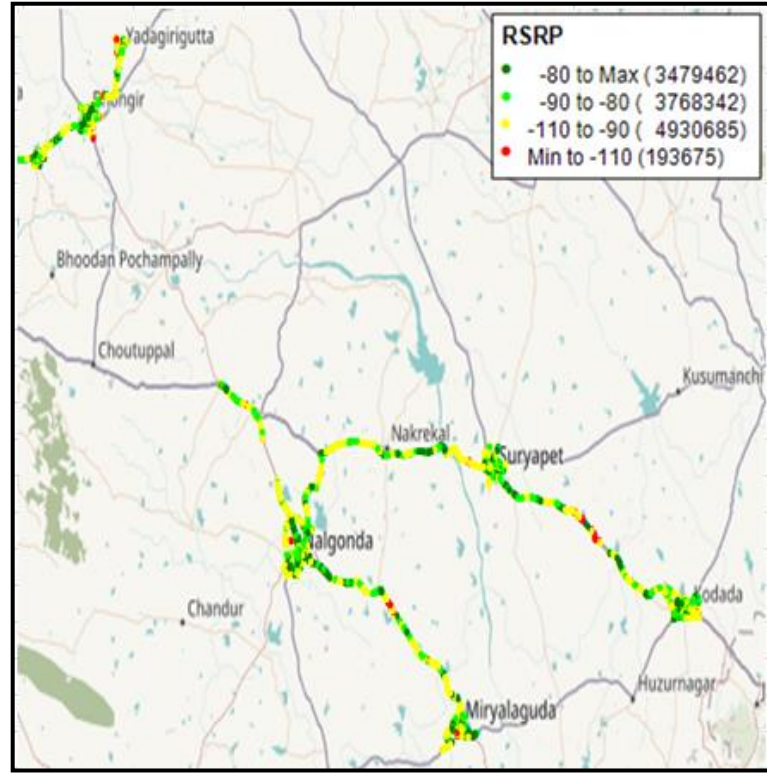 RSRP
-80 to Max ( 3479462)
-90 to -80 ( 3768342)
-110 to -90 ( 4930685)
Min to -110 (193675)
Yadagirigutta
Bhoodan Pochampally
Choutuppal
Kusumanchi
Nakrekal
Suryapet
Nalgonda
Kodada
Chandur
Huzurnagar
Miryalaguda